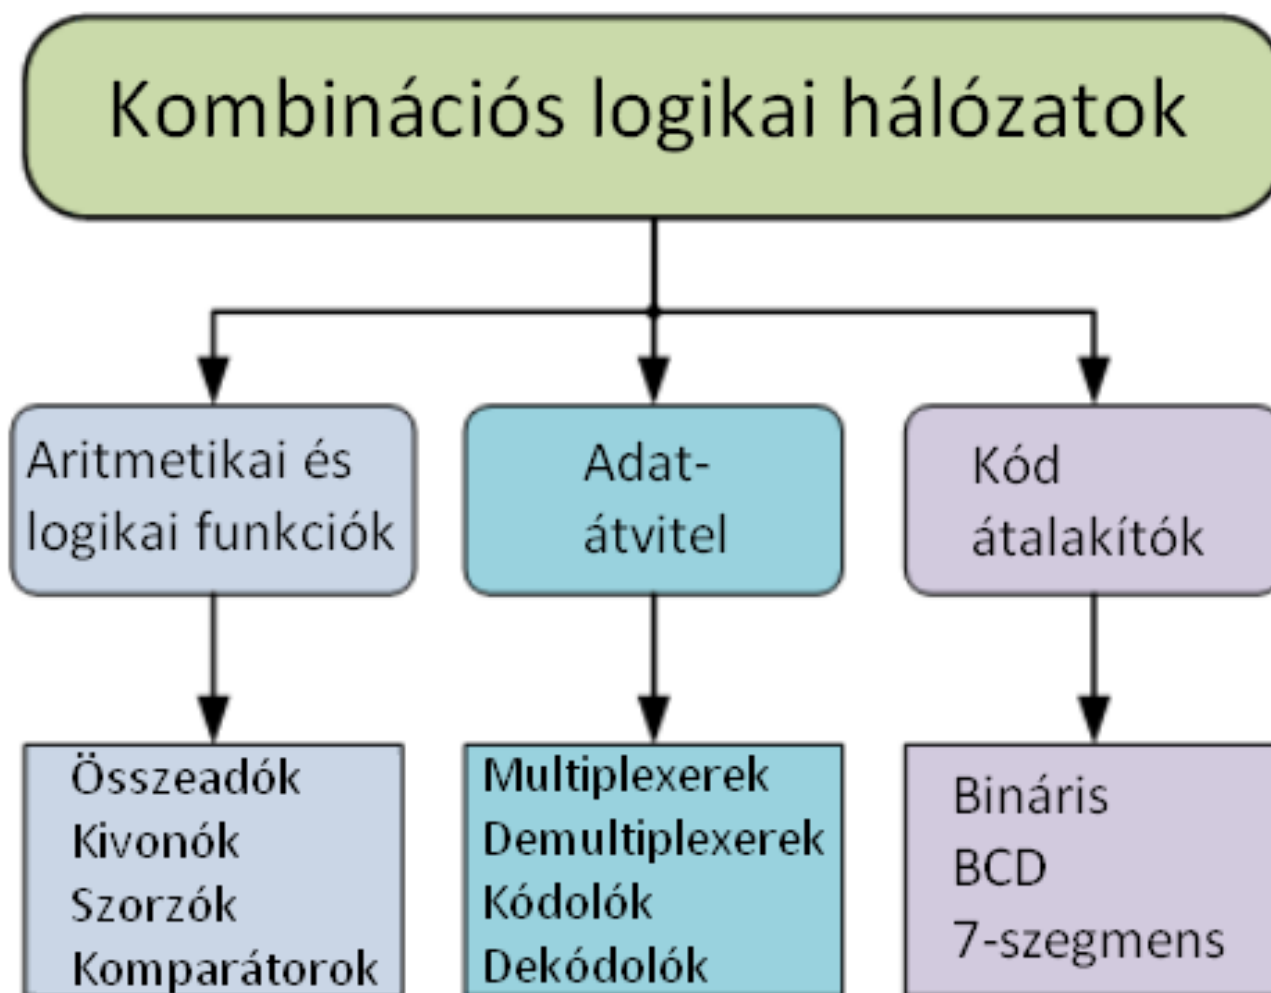 Kombinációs logikai hálózatok
Aritmetikai és
logikai funkciók
Adat-
átvitel
Kód
átalakítók
Összeadók
Kivonók
Szorzók
Komparátorok
Multiplexerek
Demultiplexerek
Kódolók
Dekódolók
Bináris
BCD
7-szegmens